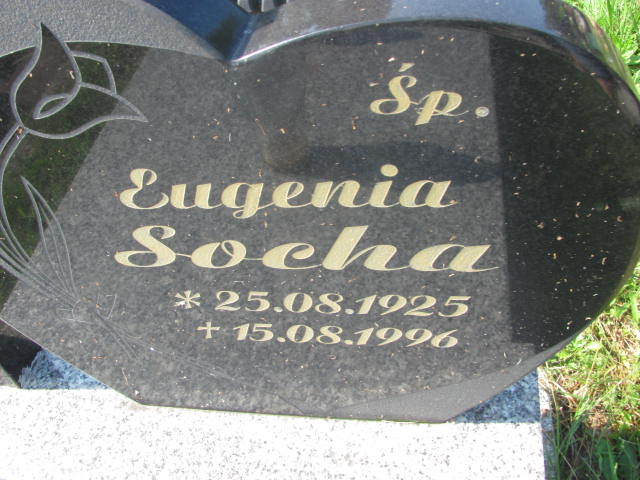 Śp.
Eugenia
Socha
* 25.08.1925
+ 15.08.1996